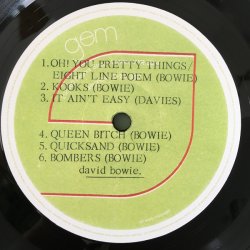 gem
1. OH! YOU PRETTY THINGS/
EIGHT LINE POEM (BOWIE)
2. KOOKS (BOWIE)
3. IT AIN'T EASY (DAVIES)
4. QUEEN BITCH (BOWIE)
5. QUICKSAND (BOWIE)
6. BOMBERS (BOWIE)
david bowie.